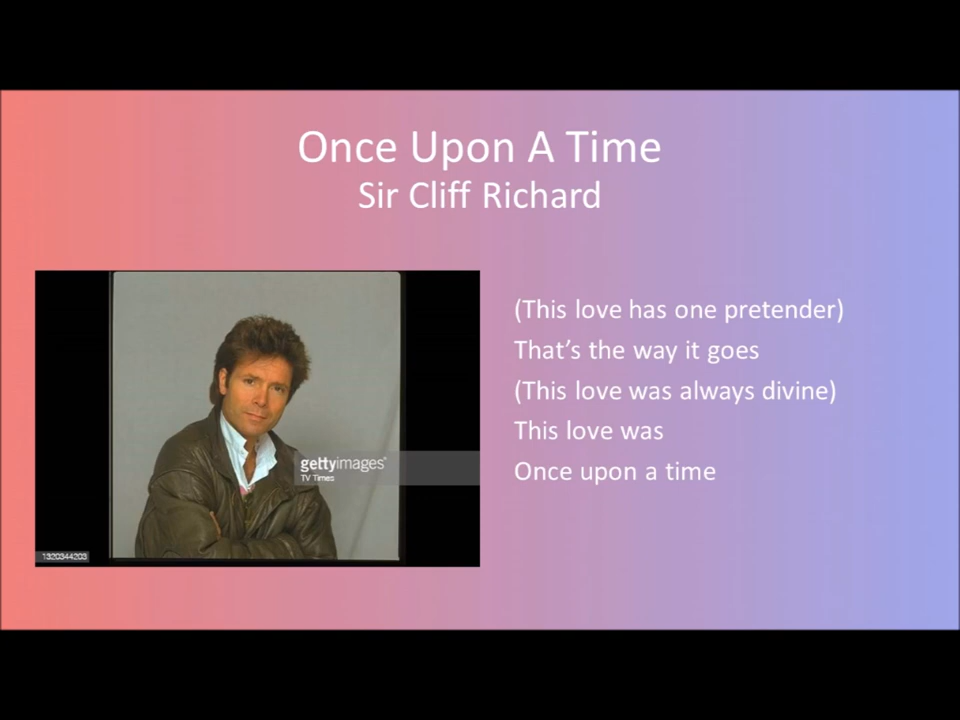 Once Upon A Time
Sir Cliff Richard
(This love has one pretender)
That's the way it goes
(This love was always divine)
This love was
Once upon a time
gettyimages®
TV Times
1320344203